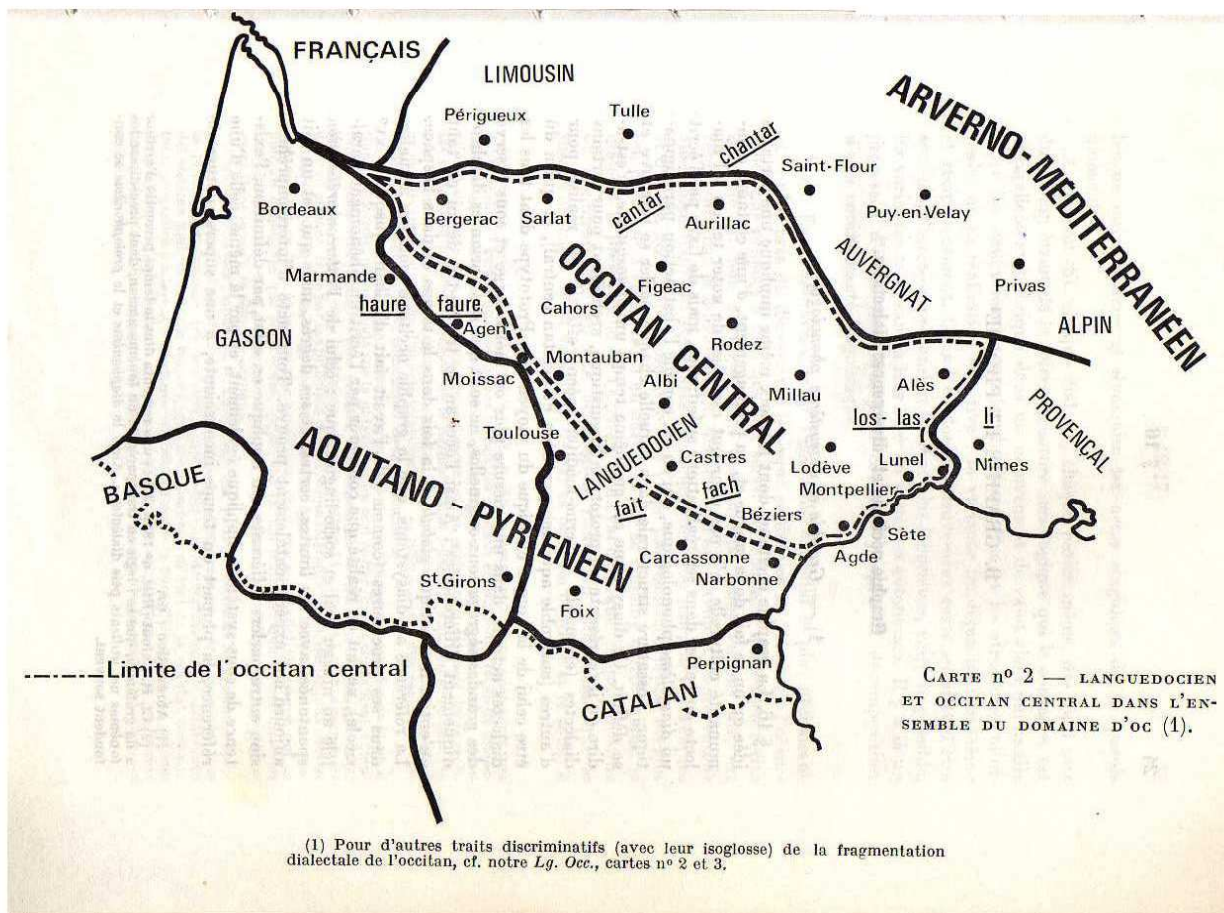 FRANÇAIS
LIMOUSIN
ARVERNO-MÉDITERRANÉEN
Périgueux
Tulle
chantar
Saint-Flour
Bordeaux
Bergerac
Sarlat
cantar
Aurillac
Puy-en-Velay
OCCITAN CENTRAL
AUVERGNAT
Marmande
haure
faure
Agen
Cahors
Figeac
Privas
GASCON
Rodez
ALPIN
Moissac
Montauban
Albi
Millau
Alès
Toulouse
los-las
li
PROVENÇAL
AQUITANO-PYRENEEN
LANGUEDOCIEN
Castres
Lodève
Lunel
Nîmes
BASQUE
fait
fach
Montpellier
Béziers
Agde
Sète
Carcassonne
Narbonne
St-Girons
Foix
Limite de l'occitan central
Perpignan
CATALAN
CARTE nº 2 — LANGUEDOCIEN
ET OCCITAN CENTRAL DANS L'EN-
SEMBLE DU DOMAINE D'OC (1).
(1) Pour d'autres traits discriminatifs (avec leur isoglosse) de la fragmentation
dialectale de l'occitan, cf. notre Lg. Occ., cartes nº 2 et 3.